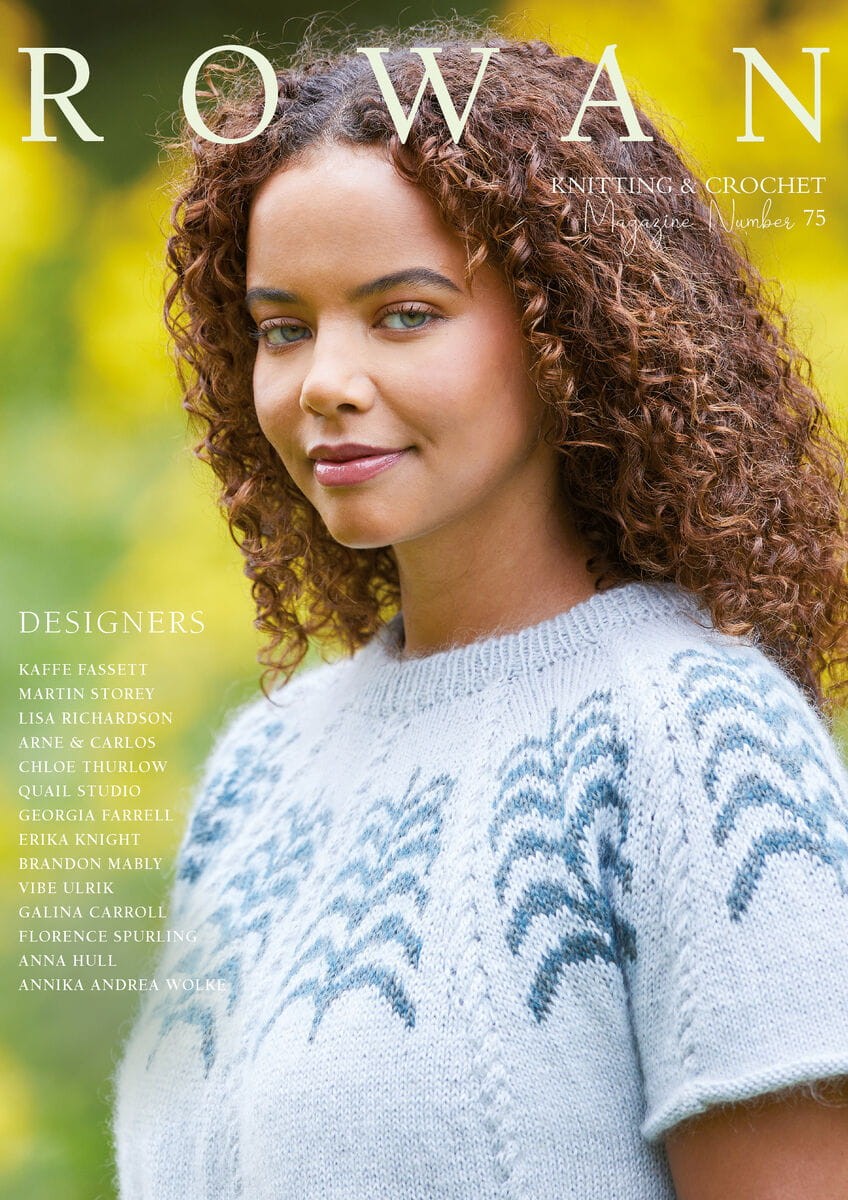 ROWAN
KNITTING & CROCHET
Magazine Number 75
DESIGNERS
KAFFE FASSETT
MARTIN STOREY
LISA RICHARDSON
ARNE & CARLOS
CHLOE THURLOW
QUAIL STUDIO
GEORGIA FARRELL
ERIKA KNIGHT
BRANDON MABLY
VIBE ULRIK
GALINA CARROLL
FLORENCE SPURLING
ANNA HULL
ANNIKA ANDREA WOLKE